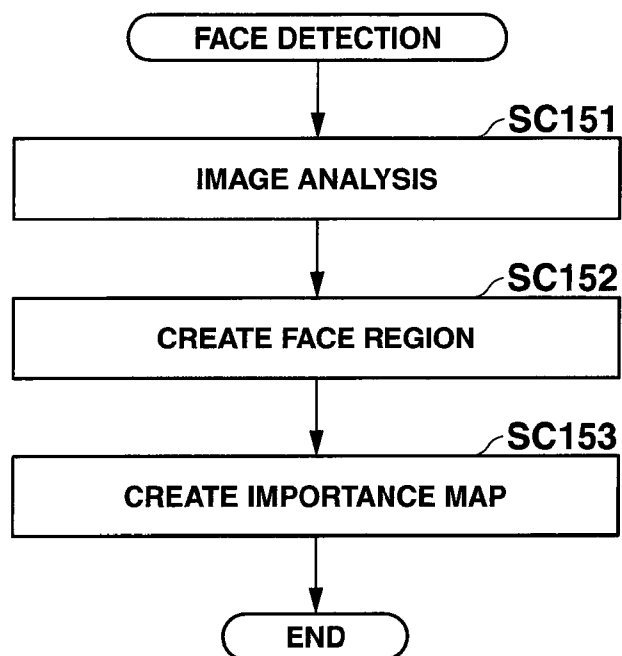 FACE DETECTION
SC151
IMAGE ANALYSIS
SC152
CREATE FACE REGION
SC153
CREATE IMPORTANCE MAP
END